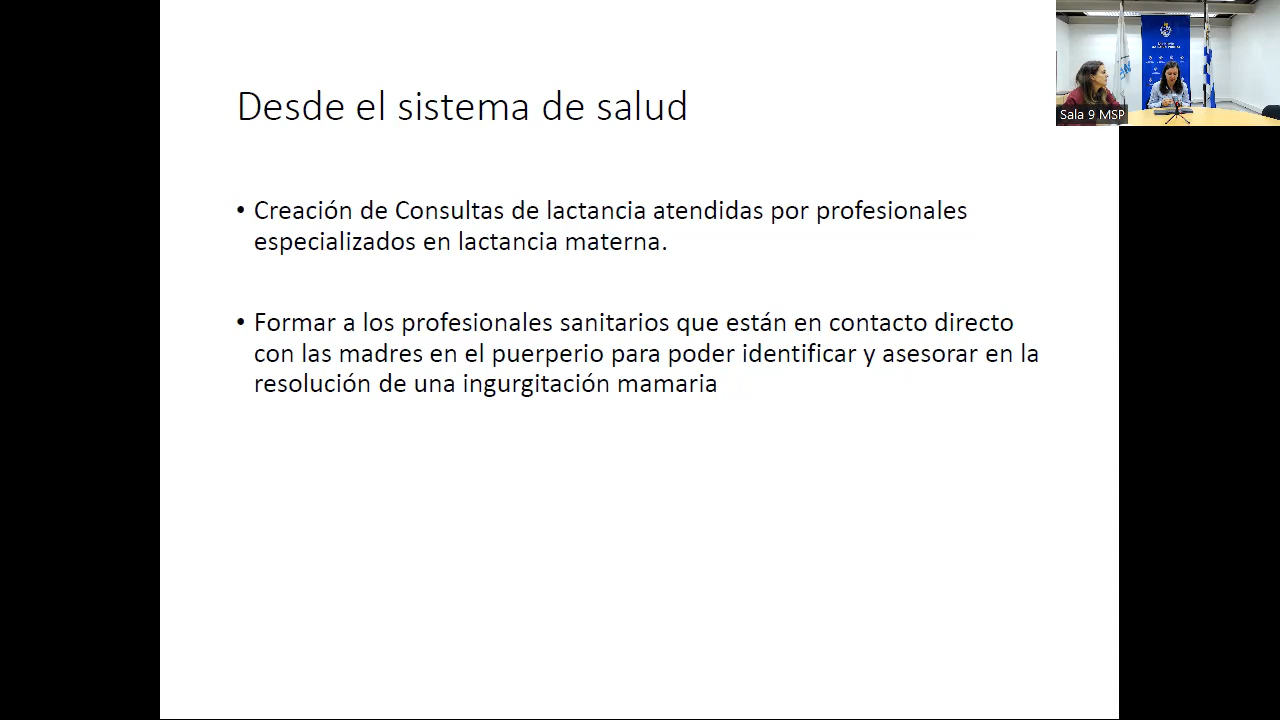 Desde el sistema de salud
• Creación de Consultas de lactancia atendidas por profesionales
especializados en lactancia materna.
• Formar a los profesionales sanitarios que están en contacto directo
con las madres en el puerperio para poder identificar y asesorar en la
resolución de una ingurgitación mamaria
Sala 9 MSP